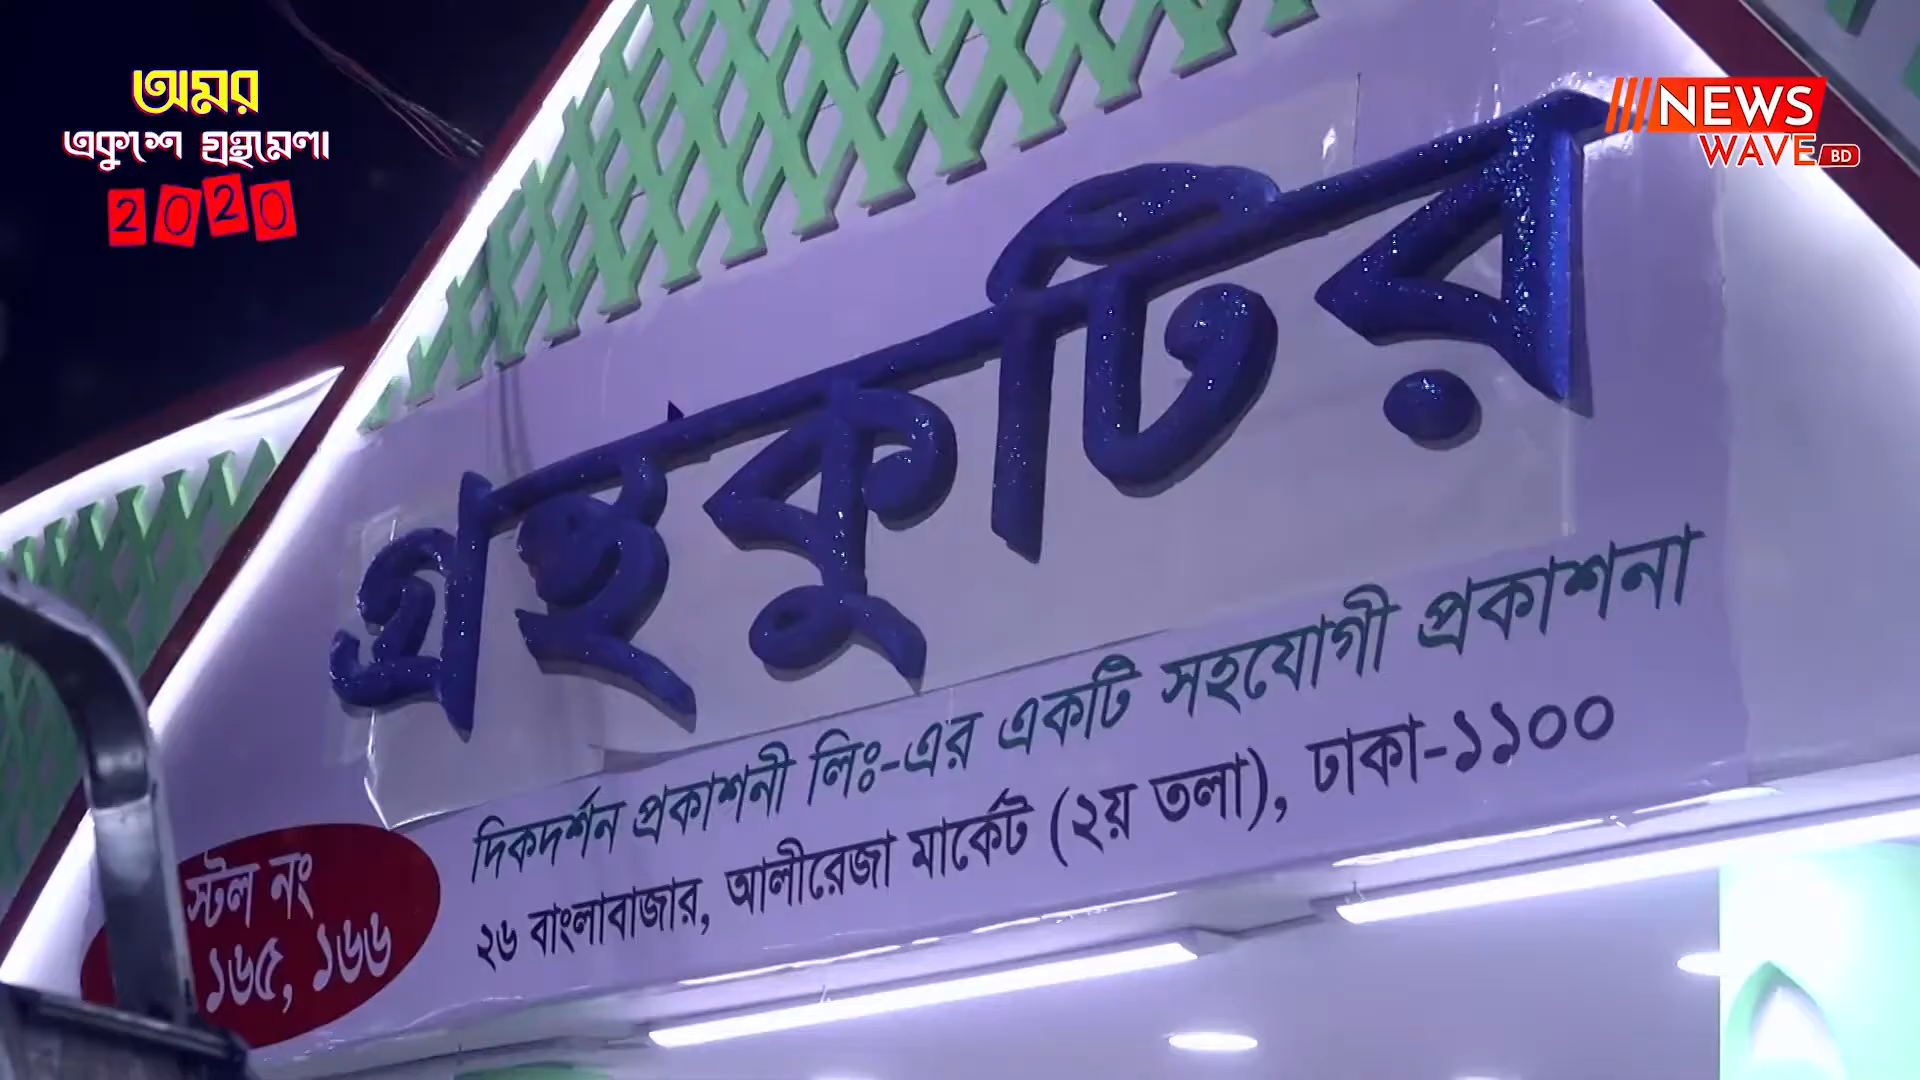 অমর
একুশে গ্রন্থমেলা
2020
NEWS
WAVE BD
গ্রন্থকুটির
দিকদর্শন প্রকাশনী লিঃ-এর একটি সহযোগী প্রকাশনা
২৬ বাংলাবাজার, আলীরেজা মার্কেট (২য় তলা), ঢাকা-১১০০
স্টল নং
১৬৫, ১৬৬